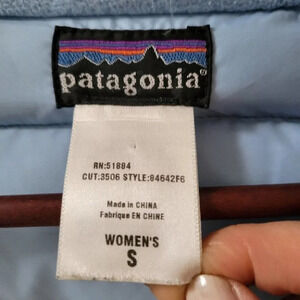 patagonia®
RN:51884
CUT:3506 STYLE:84642F6
Made in CHINA
Fabriqué EN CHINE
WOMEN'S
S